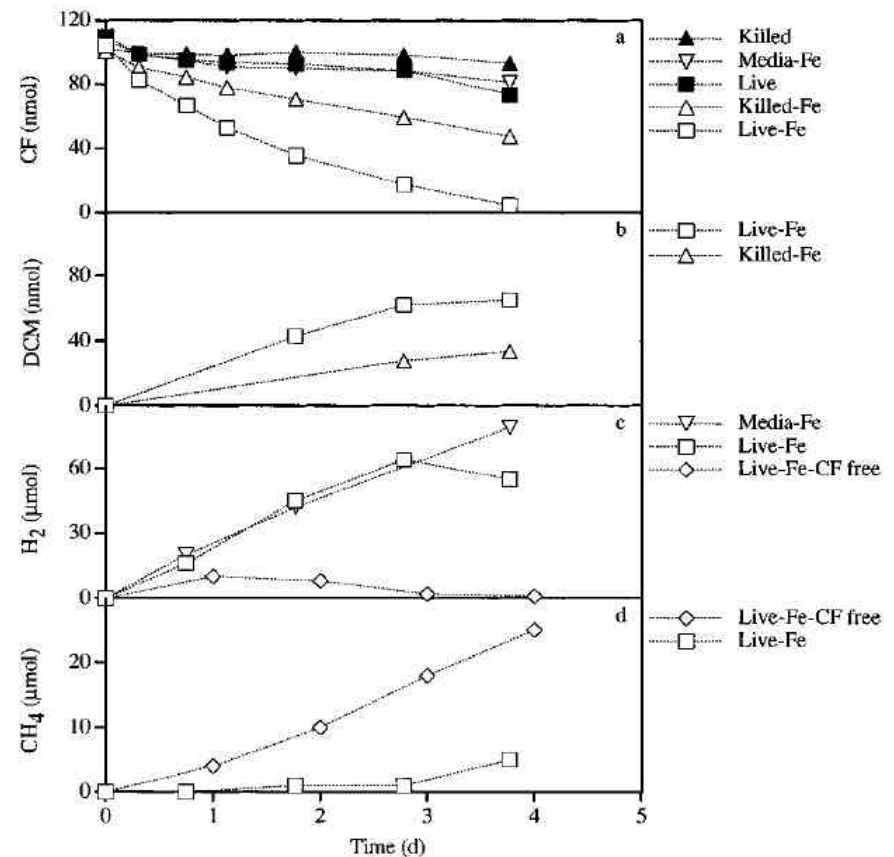 120
80
40
0
CF (nmol)
a
Killed
Media-Fe
Live
Killed-Fe
Live-Fe
80
40
0
DCM (nmol)
b
Live-Fe
Killed-Fe
60
30
0
H2 (μmol)
c
Media-Fe
Live-Fe
Live-Fe-CF free
20
10
0
CH4 (μmol)
d
Live-Fe-CF free
Live-Fe
0 1 2 3 4 5
Time (d)